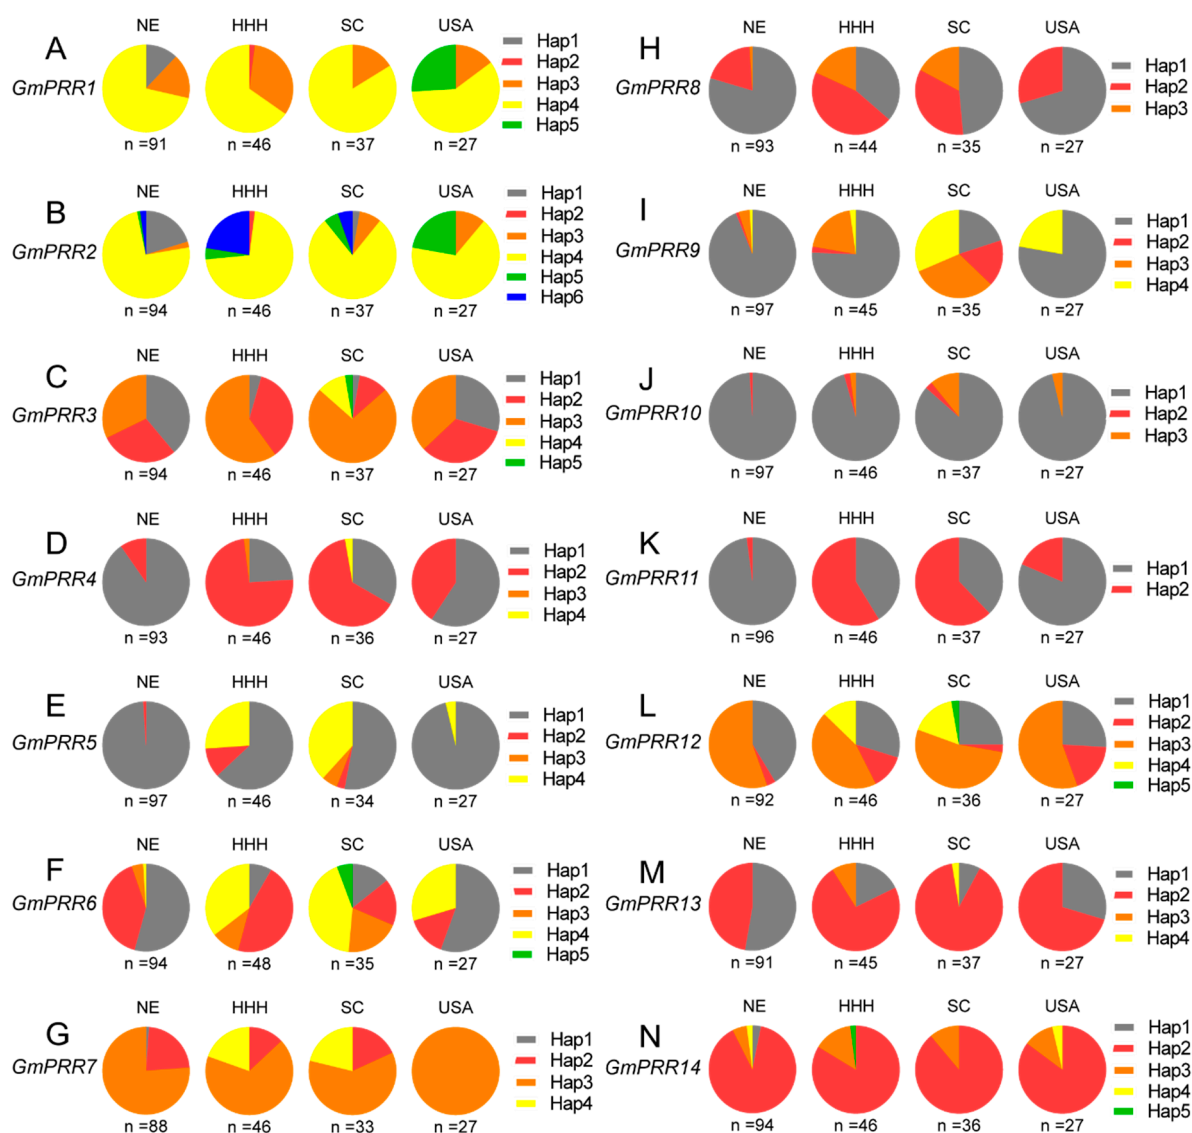 A
GmPRR1
NE HHH SC USA
n =91 n =46 n =37 n =27
Hap1
Hap2
Hap3
Hap4
Hap5
B
GmPRR2
NE HHH SC USA
n =94 n =46 n =37 n =27
Hap1
Hap2
Hap3
Hap4
Hap5
Hap6
C
GmPRR3
NE HHH SC USA
n =94 n =46 n =37 n =27
Hap1
Hap2
Hap3
Hap4
Hap5
D
GmPRR4
NE HHH SC USA
n =93 n =46 n =36 n =27
Hap1
Hap2
Hap3
Hap4
E
GmPRR5
NE HHH SC USA
n =97 n =46 n =34 n =27
Hap1
Hap2
Hap3
Hap4
F
GmPRR6
NE HHH SC USA
n =94 n =48 n =35 n =27
Hap1
Hap2
Hap3
Hap4
Hap5
G
GmPRR7
NE HHH SC USA
n =88 n =46 n =33 n =27
Hap1
Hap2
Hap3
Hap4
H
GmPRR8
NE HHH SC USA
n =93 n =44 n =35 n =27
Hap1
Hap2
Hap3
I
GmPRR9
NE HHH SC USA
n =97 n =45 n =35 n =27
Hap1
Hap2
Hap3
Hap4
J
GmPRR10
NE HHH SC USA
n =97 n =46 n =37 n =27
Hap1
Hap2
Hap3
K
GmPRR11
NE HHH SC USA
n =96 n =46 n =37 n =27
Hap1
Hap2
L
GmPRR12
NE HHH SC USA
n =92 n =46 n =36 n =27
Hap1
Hap2
Hap3
Hap4
Hap5
M
GmPRR13
NE HHH SC USA
n =91 n =45 n =37 n =27
Hap1
Hap2
Hap3
Hap4
N
GmPRR14
NE HHH SC USA
n =94 n =46 n =36 n =27
Hap1
Hap2
Hap3
Hap4
Hap5